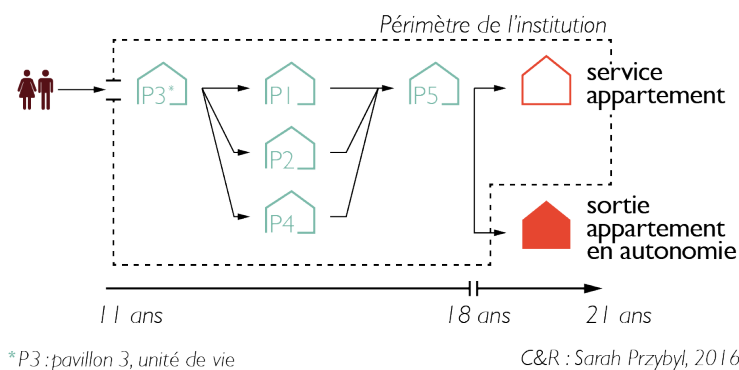 Périmètre de l'institution
P3*
P1
P5
service
appartement
P2
P4
sortie
appartement
en autonomie
11 ans
18 ans
21 ans
*P3 : pavillon 3, unité de vie
C&R : Sarah Przybyl, 2016